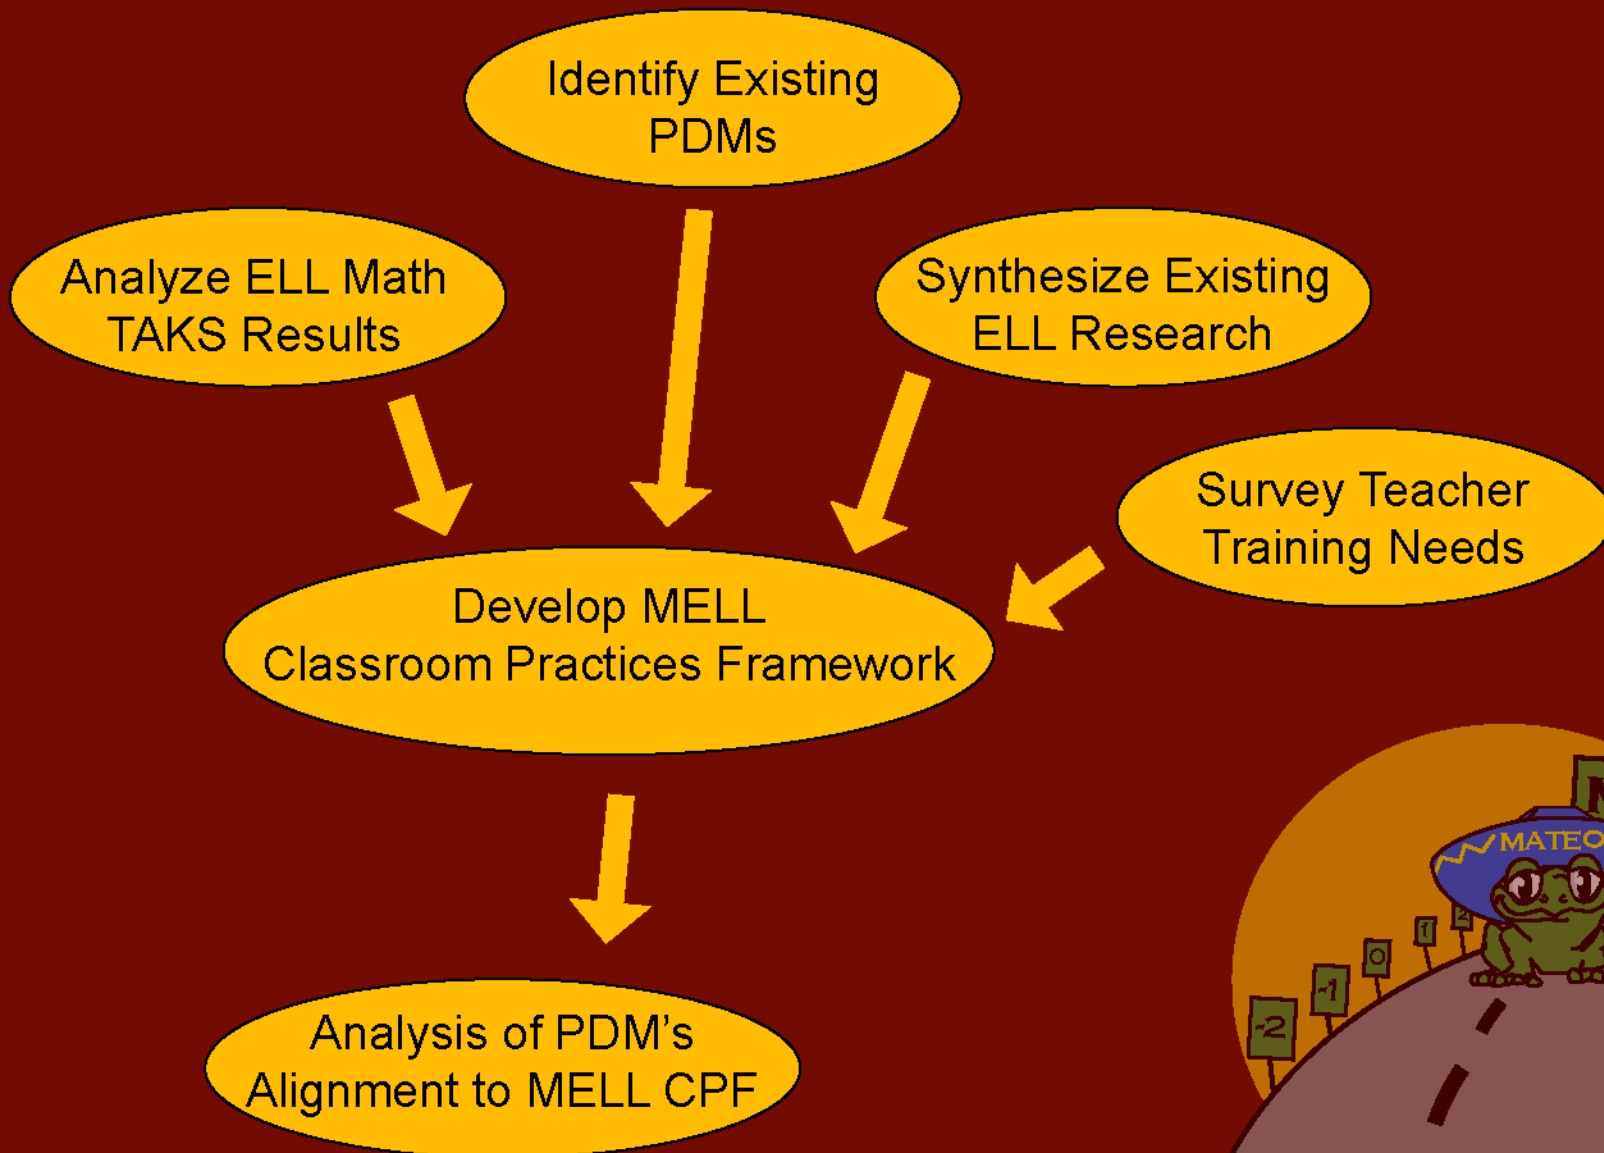 Identify Existing
PDMs
Analyze ELL Math
TAKS Results
Synthesize Existing
ELL Research
Survey Teacher
Training Needs
Develop MELL
Classroom Practices Framework
Analysis of PDM's
Alignment to MELL CPF
MATEO
-2
-1
0
1
2